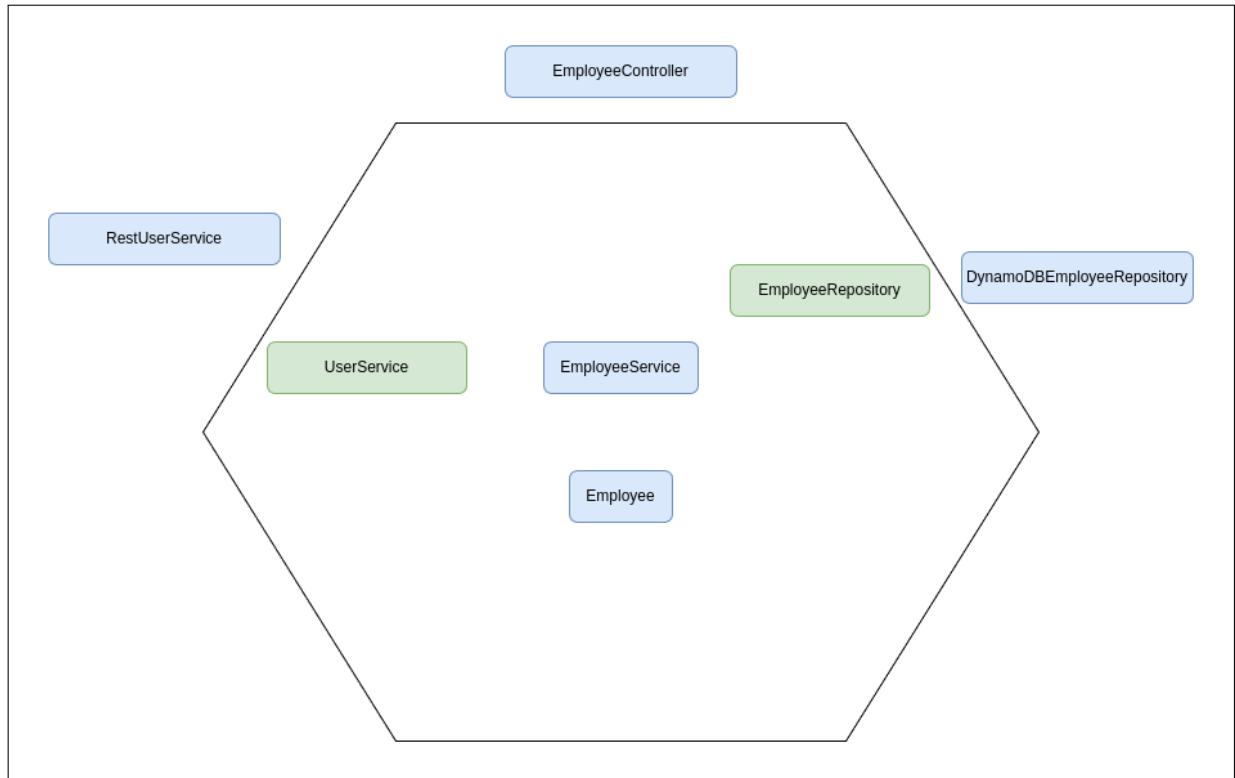 EmployeeController
RestUserService
DynamoDBEmployeeRepository
EmployeeRepository
UserService
EmployeeService
Employee